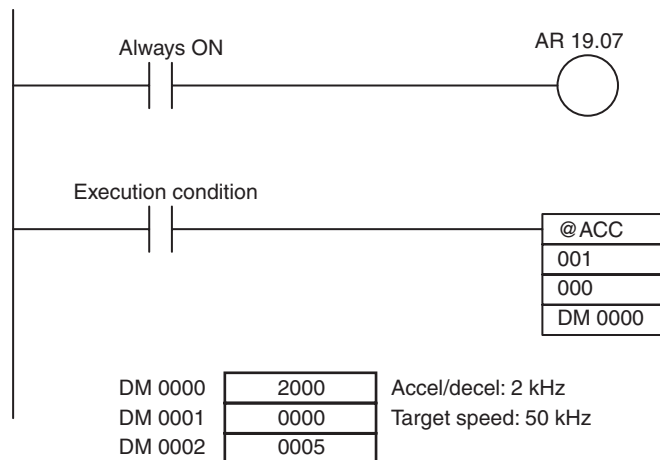 Always ON
AR 19.07
Execution condition
@ACC
001
000
DM 0000
DM 0000 2000 Accel/decel: 2 kHz
DM 0001 0000 Target speed: 50 kHz
DM 0002 0005